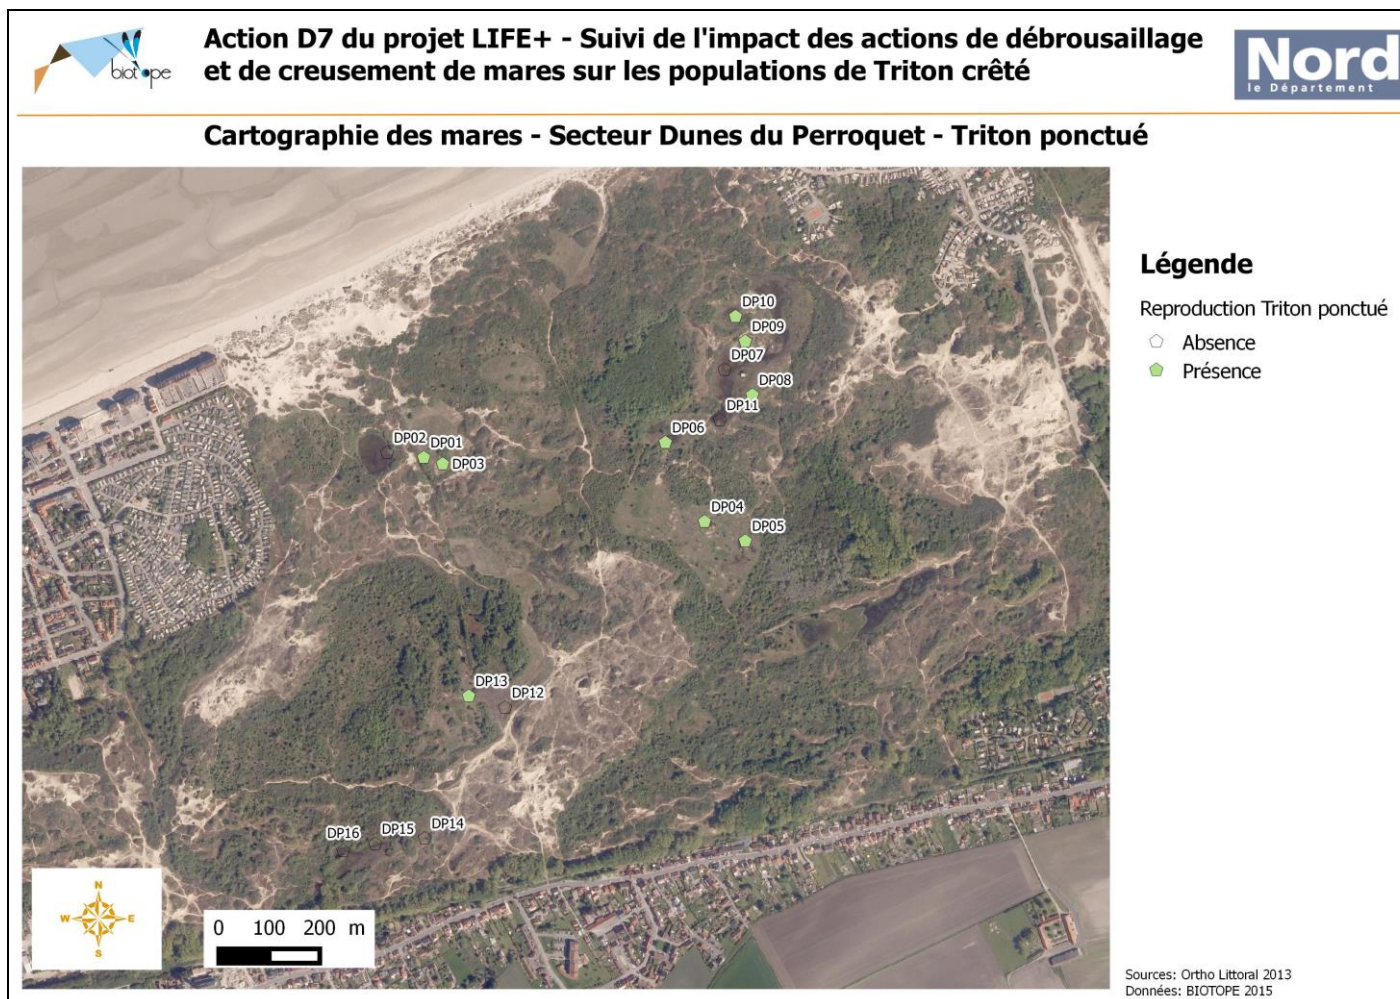 biotope
Action D7 du projet LIFE+ - Suivi de l'impact des actions de débrousaillage
et de creusement de mares sur les populations de Triton crêté
Nord
le Département
Cartographie des mares - Secteur Dunes du Perroquet - Triton ponctué
DP10
DP09
DP07
DP08
DP11
DP06
DP02
DP01
DP03
DP04
DP05
DP13
DP12
DP14
DP15
DP16
Légende
Reproduction Triton ponctué
Absence
Présence
N
W
E
S
0 100 200 m
Sources: Ortho Littoral 2013
Données: BIOTOPE 2015